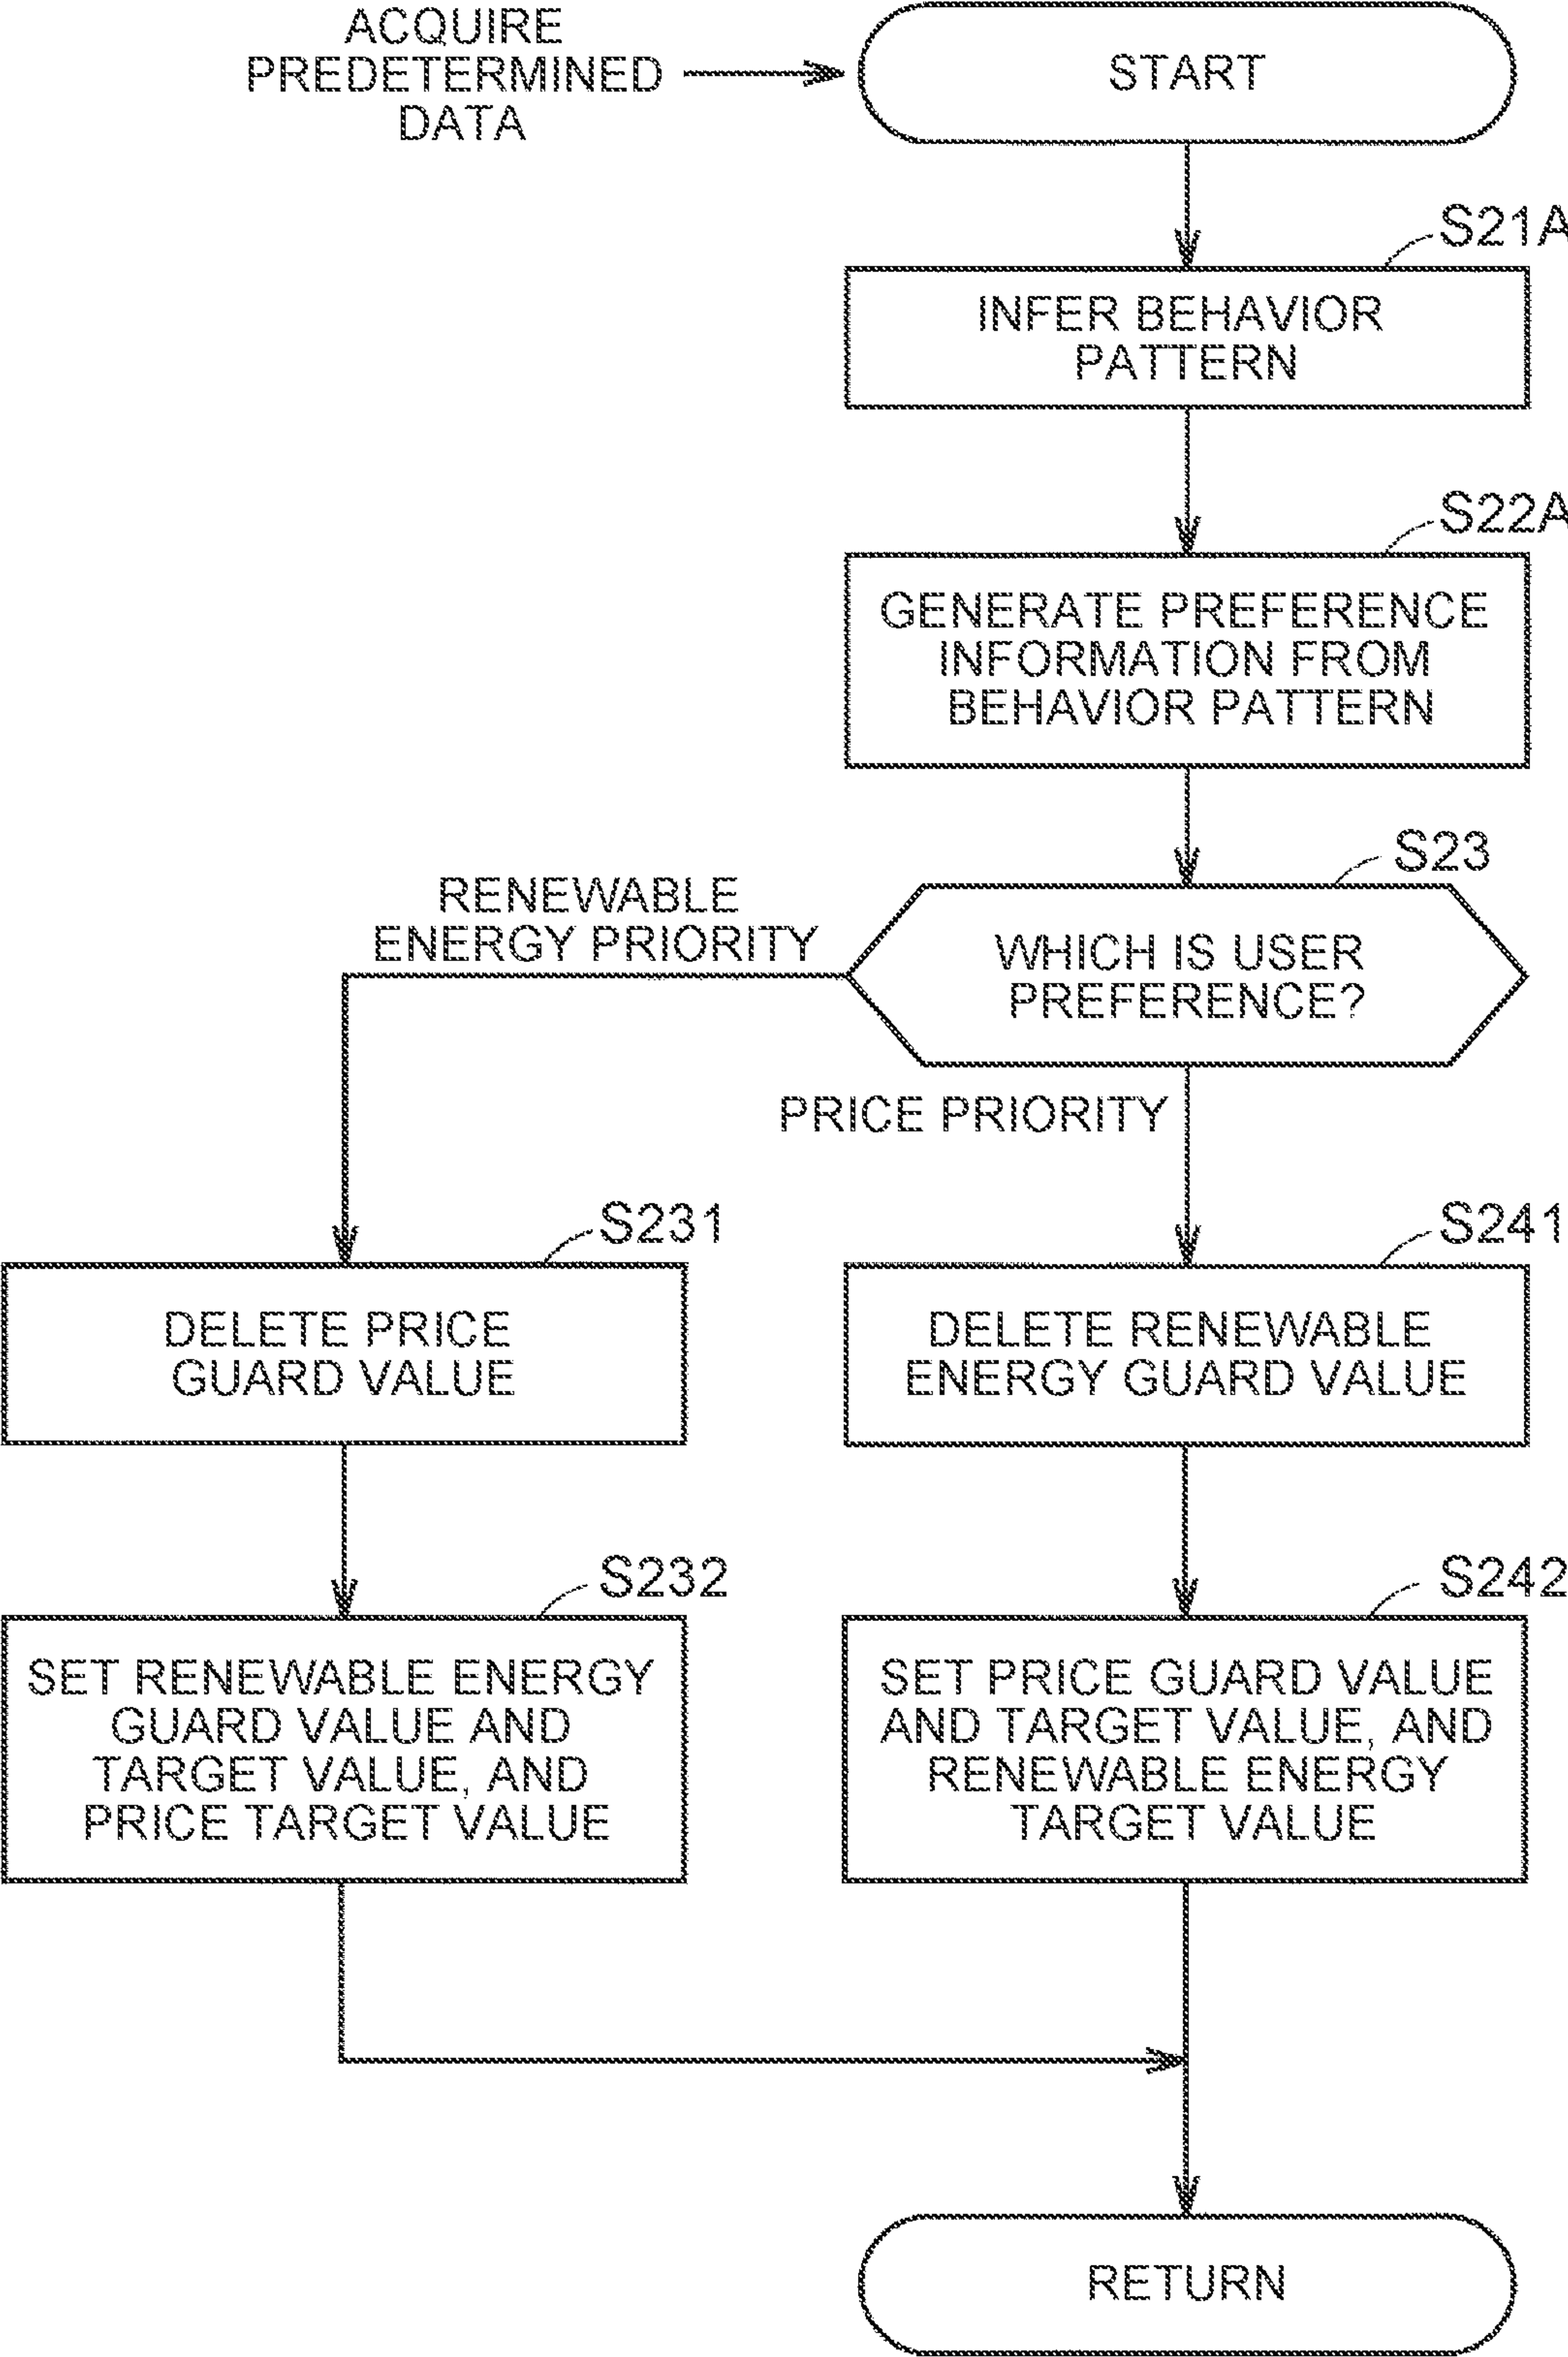 ACQUIRE
PREDETERMINED
DATA
START
S21A
INFER BEHAVIOR
PATTERN
S22A
GENERATE PREFERENCE
INFORMATION FROM
BEHAVIOR PATTERN
S23
WHICH IS USER
PREFERENCE?
RENEWABLE
ENERGY PRIORITY
PRICE PRIORITY
S231
DELETE PRICE
GUARD VALUE
S241
DELETE RENEWABLE
ENERGY GUARD VALUE
S232
SET RENEWABLE ENERGY
GUARD VALUE AND
TARGET VALUE, AND
PRICE TARGET VALUE
S242
SET PRICE GUARD VALUE
AND TARGET VALUE, AND
RENEWABLE ENERGY
TARGET VALUE
RETURN